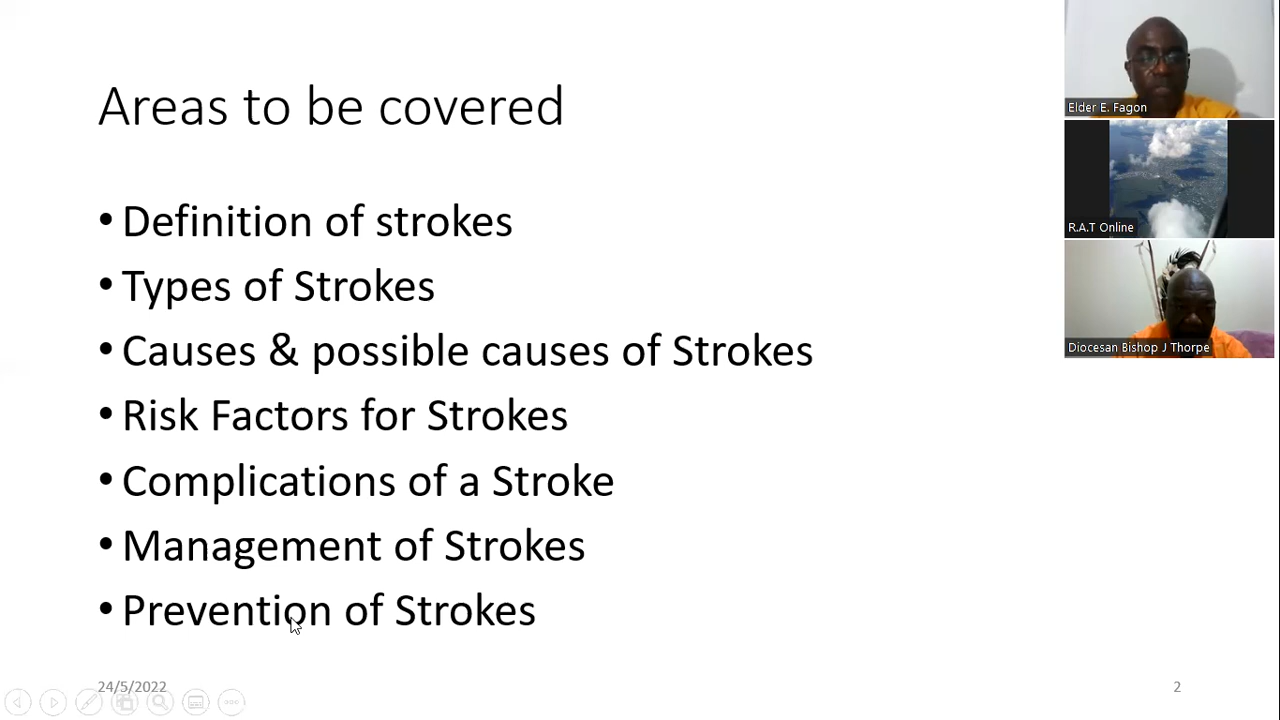 Areas to be covered
• Definition of strokes
• Types of Strokes
• Causes & possible causes of Strokes
• Risk Factors for Strokes
• Complications of a Stroke
• Management of Strokes
• Prevention of Strokes
24/5/2022
2
Elder E. Fagon
R.A.T Online
Diocesan Bishop J Thorpe